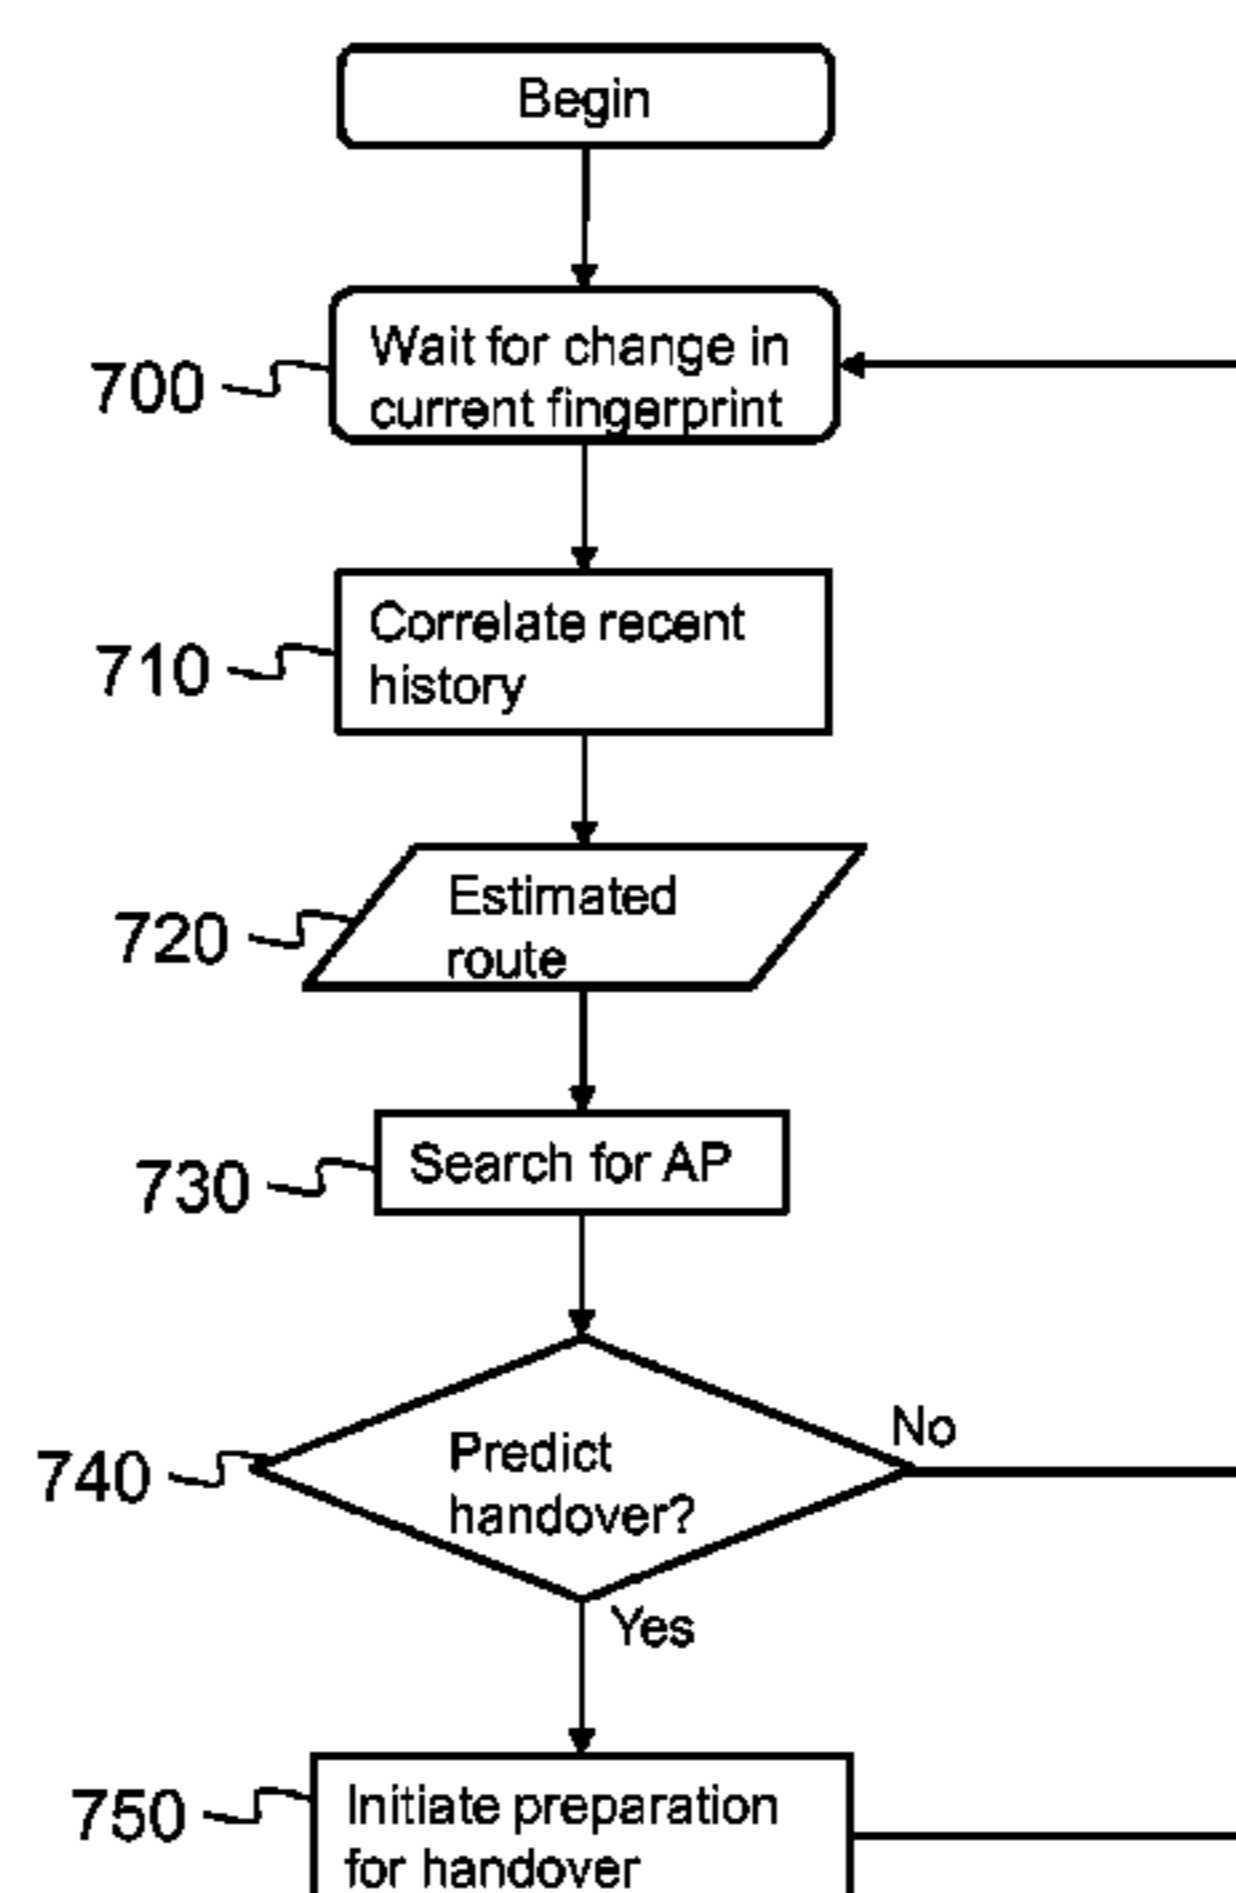 Begin
700
Wait for change in
current fingerprint
710
Correlate recent
history
720
Estimated
route
730
Search for AP
740
Predict
handover?
No
Yes
750
Initiate preparation
for handover